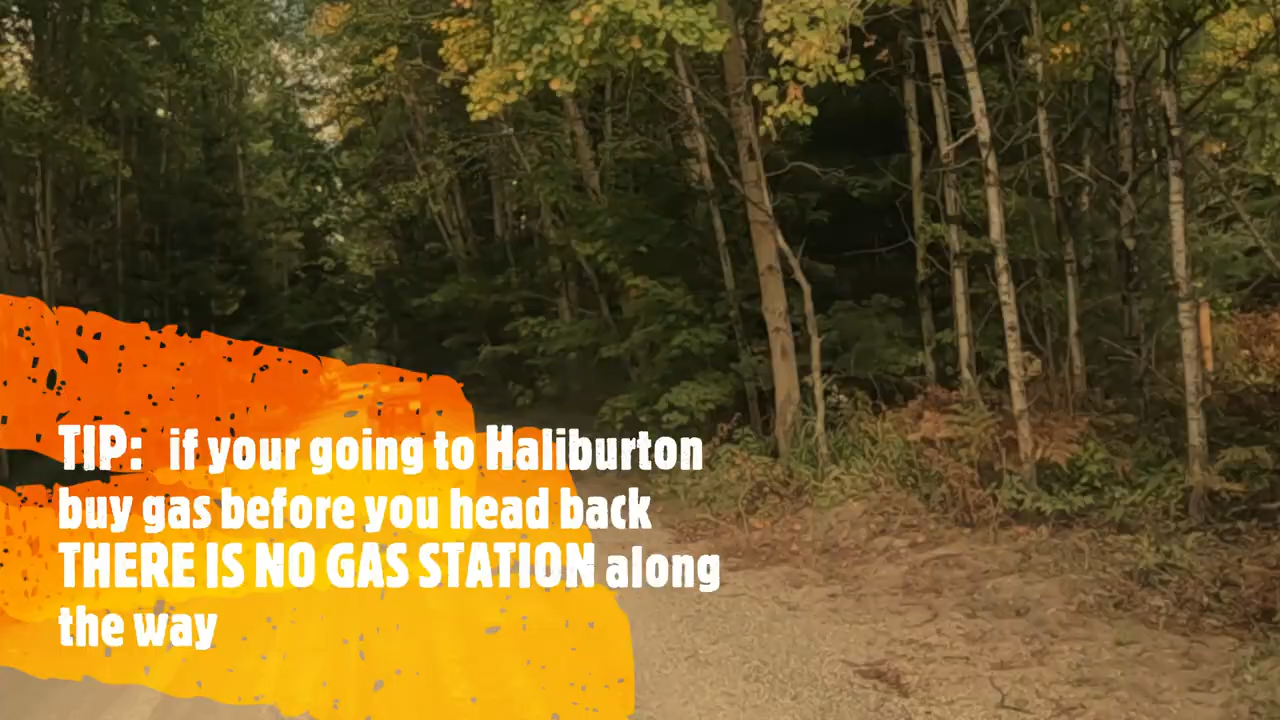 TIP: if your going to Haliburton
buy gas before you head back
THERE IS NO GAS STATION along
the way